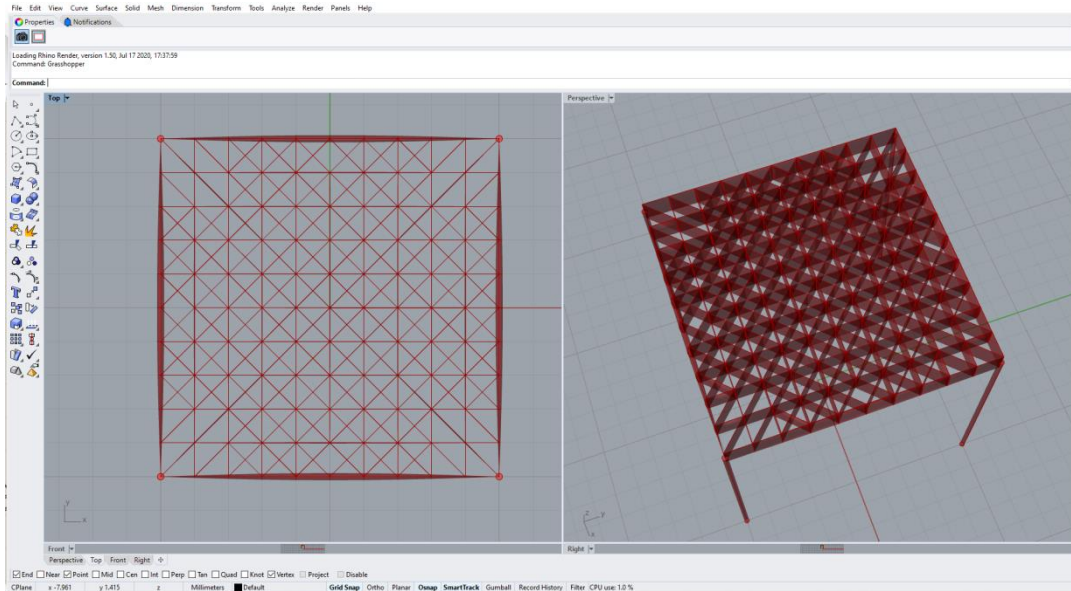 File Edit View Curve Surface Solid Mesh Dimension Transform Tools Analyze Render Panels Help
Properties Notifications
Loading Rhino Render, version 1.50, Jul 17 2020, 17:37:59
Command: Grasshopper
Command:
Top
Perspective
y
x
z
y
x
Front
Right
Perspective Top Front Right
End Near Point Mid Cen Int Perp Tan Quad Knot Vertex Project Disable
CPlane x -7.961 y 1.415 z Millimeters Default Grid Snap Ortho Planar Osnap SmartTrack Gumball Record History Filter CPU use: 1.0 %